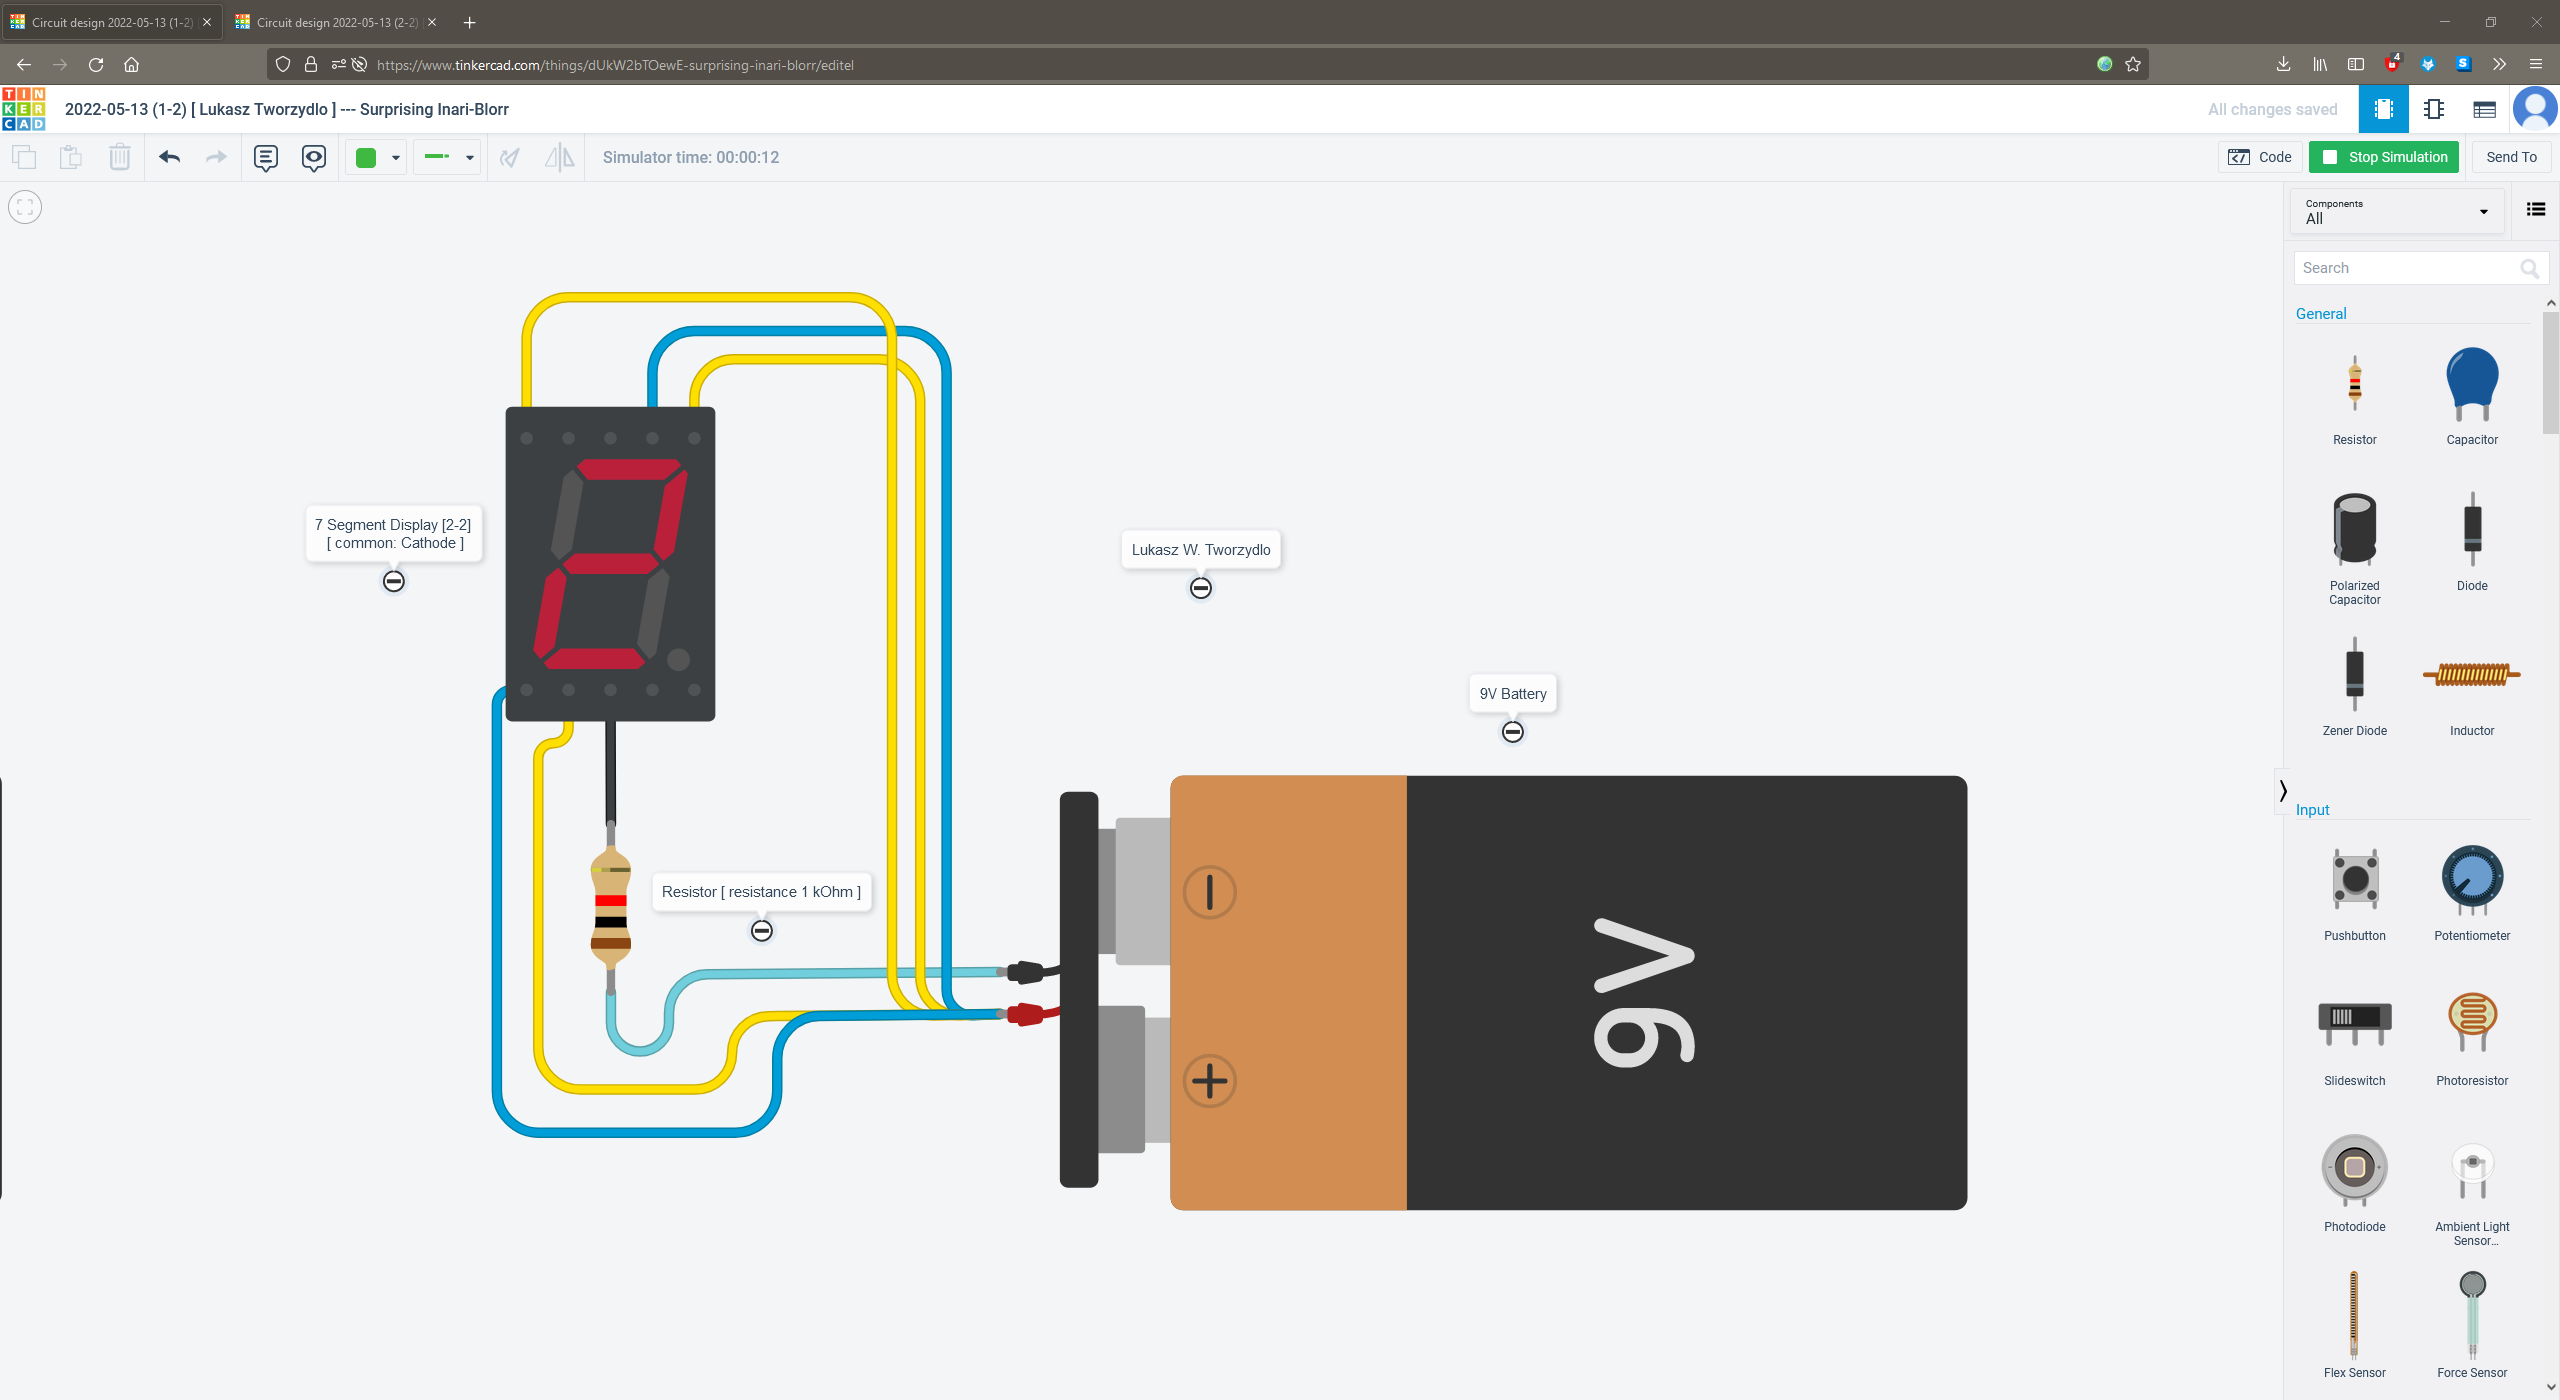 Circuit design 2022-05-13 (1-2)
Circuit design 2022-05-13 (2-2)
https://www.tinkercad.com/things/dUkW2bTOewE-surprising-inari-blorr/editel
4
S
TIN
KER
CAD
2022-05-13 (1-2) [ Lukasz Tworzydlo ] --- Surprising Inari-Blorr
All changes saved
Simulator time: 00:00:12
Code
Stop Simulation
Send To
Components
All
Search
General
Resistor
Capacitor
Polarized
Capacitor
Diode
Zener Diode
Inductor
Input
Pushbutton
Potentiometer
Slideswitch
Photoresistor
Photodiode
Ambient Light
Sensor...
Flex Sensor
Force Sensor
7 Segment Display [2-2]
[ common: Cathode ]
2
Lukasz W. Tworzydlo
9V Battery
Resistor [ resistance 1 kOhm ]
9V